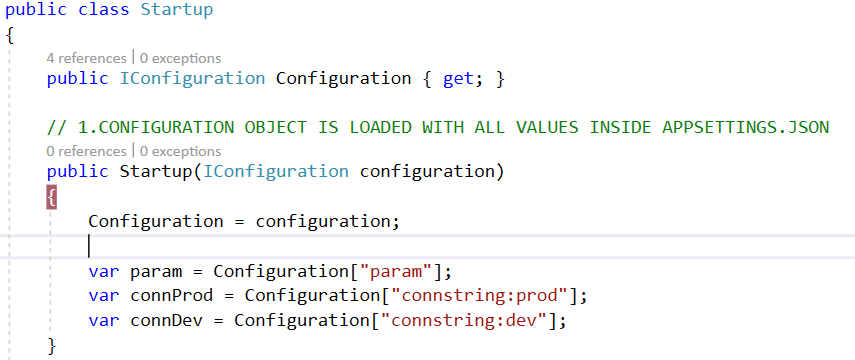 public class Startup
{
4 references | 0 exceptions
public IConfiguration Configuration { get; }
// 1.CONFIGURATION OBJECT IS LOADED WITH ALL VALUES INSIDE APPSETTINGS.JSON
0 references | 0 exceptions
public Startup(IConfiguration configuration)
{
Configuration = configuration;
var param = Configuration["param"];
var connProd = Configuration["connstring:prod"];
var connDev = Configuration["connstring:dev"];
}